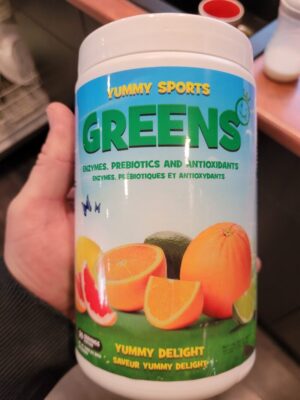 YUMMY SPORTS
GREENS
ENZYMES, PREBIOTICS AND ANTIOXIDANTS
ENZYMES, PRÉBIOTIQUES ET ANTIOXYDANTS
YUMMY DELIGHT
SAVEUR YUMMY DELIGHT